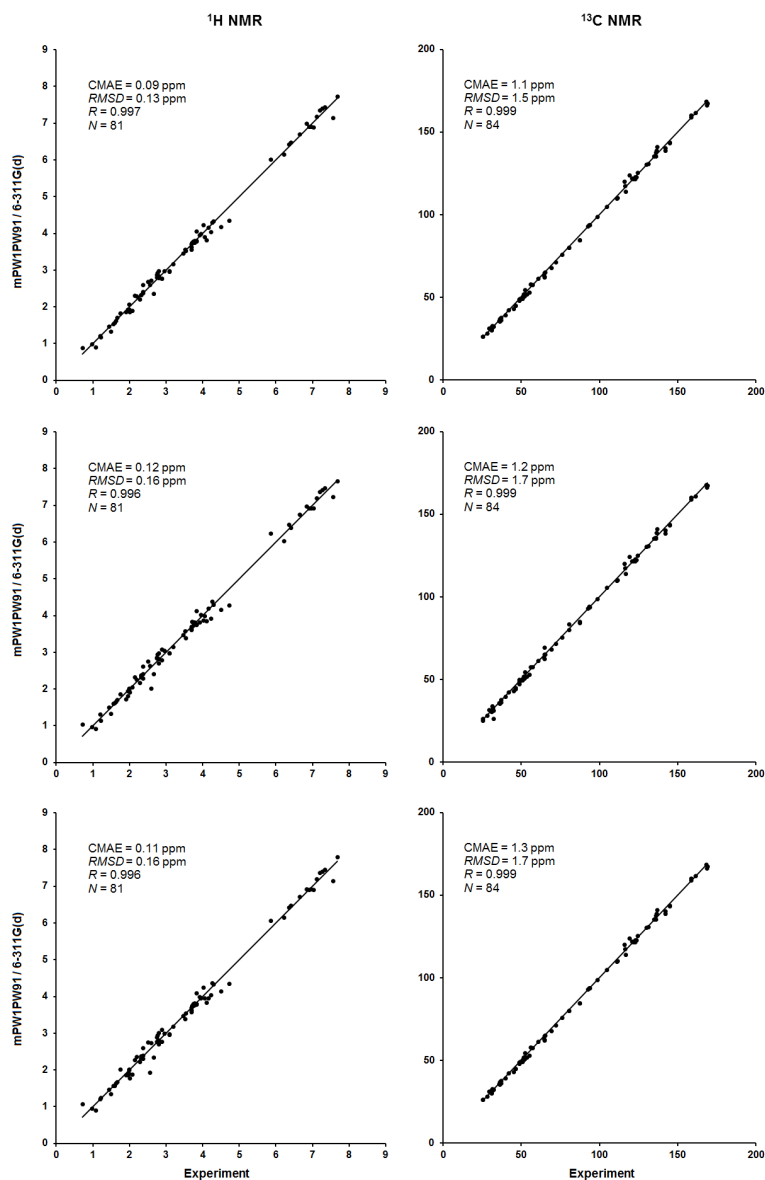 ¹H NMR
¹³C NMR
9
8
7
6
5
4
3
2
1
0
0 1 2 3 4 5 6 7 8 9
mPW1PW91 / 6-311G(d)
CMAE = 0.09 ppm
RMSD = 0.13 ppm
R = 0.997
N = 81
200
150
100
50
0
0 50 100 150 200
CMAE = 1.1 ppm
RMSD = 1.5 ppm
R = 0.999
N = 84
9
8
7
6
5
4
3
2
1
0
0 1 2 3 4 5 6 7 8 9
mPW1PW91 / 6-311G(d)
CMAE = 0.12 ppm
RMSD = 0.16 ppm
R = 0.996
N = 81
200
150
100
50
0
0 50 100 150 200
CMAE = 1.2 ppm
RMSD = 1.7 ppm
R = 0.999
N = 84
9
8
7
6
5
4
3
2
1
0
0 1 2 3 4 5 6 7 8 9
mPW1PW91 / 6-311G(d)
CMAE = 0.11 ppm
RMSD = 0.16 ppm
R = 0.996
N = 81
Experiment
200
150
100
50
0
0 50 100 150 200
CMAE = 1.3 ppm
RMSD = 1.7 ppm
R = 0.999
N = 84
Experiment